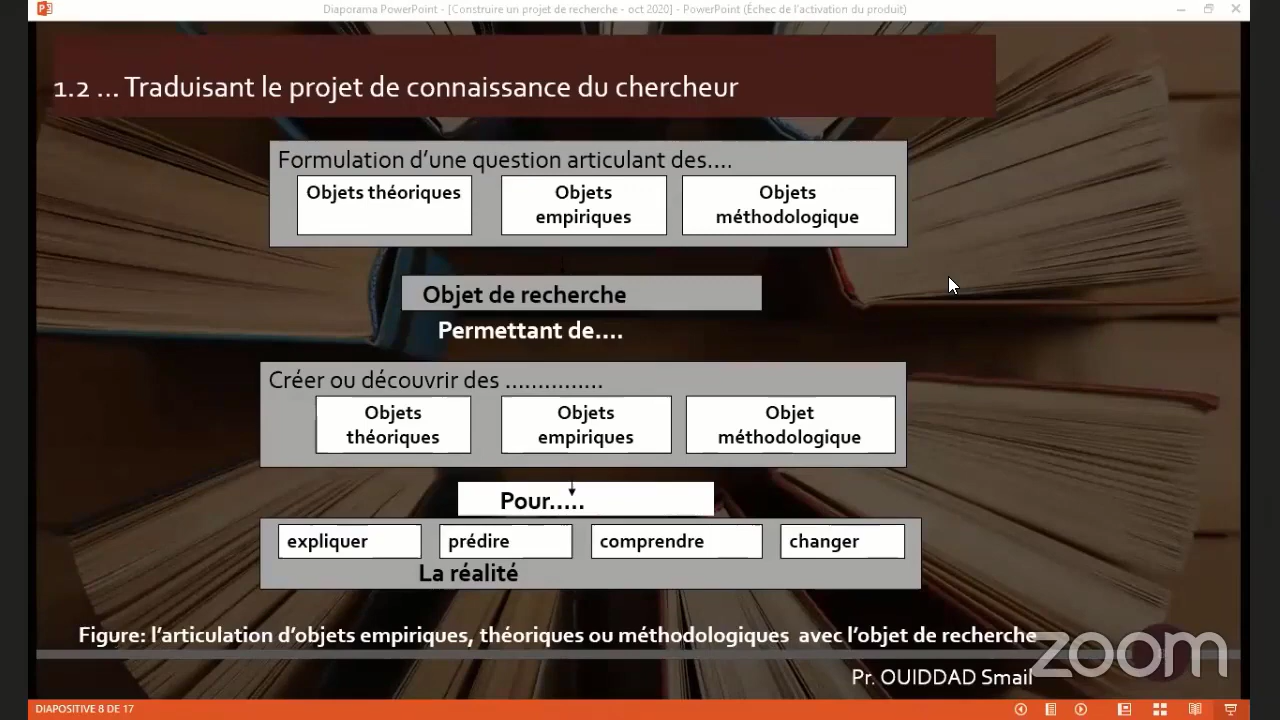 Diaporama PowerPoint - [Construire un projet de recherche - oct 2020] - PowerPoint (Échec de l'activation du produit)
1.2 ... Traduisant le projet de connaissance du chercheur
Formulation d'une question articulant des....
Objets théoriques
Objets
empiriques
Objets
méthodologique
Objet de recherche
Permettant de....
Créer ou découvrir des ...............
Objets
théoriques
Objets
empiriques
Objet
méthodologique
Pour.....
expliquer
prédire
comprendre
changer
La réalité
Figure: l'articulation d'objets empiriques, théoriques ou méthodologiques avec l'objet de recherche
zoom
Pr. OUIDDAD Smail
DIAPOSITIVE 8 DE 17